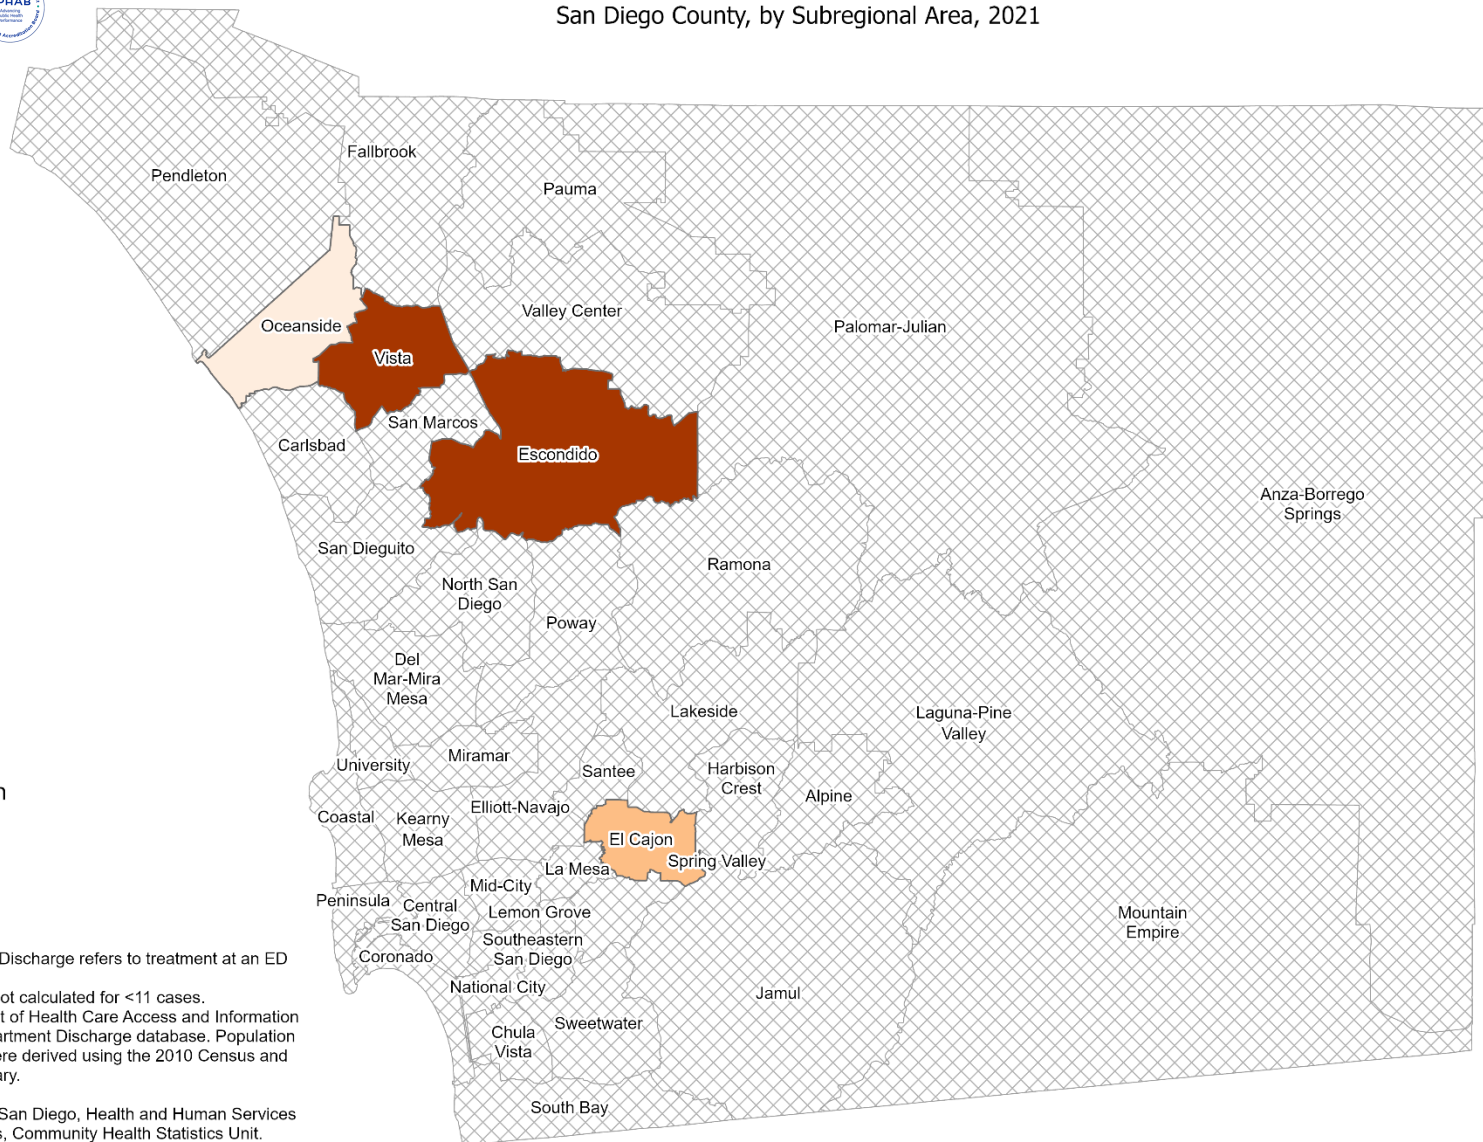 PHAB
Advancing
Public Health
Performance
San Diego County, by Subregional Area, 2021
Fallbrook
Pendleton
Pauma
Valley Center
Oceanside
Palomar-Julian
Vista
San Marcos
Carlsbad
Escondido
Anza-Borrego
Springs
San Dieguito
Ramona
North San
Diego
Poway
Del
Mar-Mira
Mesa
Lakeside
Laguna-Pine
Valley
Miramar
University
Santee
Harbison
Crest
Alpine
n
Coastal
Kearny
Mesa
Elliott-Navajo
El Cajon
Spring Valley
La Mesa
Mid-City
Peninsula
Central
San Diego
Lemon Grove
Mountain
Empire
Southeastern
San Diego
Coronado
National City
Jamul
Sweetwater
Chula
Vista
South Bay
Discharge refers to treatment at an ED
ot calculated for <11 cases.
t of Health Care Access and Information
artment Discharge database. Population
ere derived using the 2010 Census and
ary.
San Diego, Health and Human Services
s, Community Health Statistics Unit.